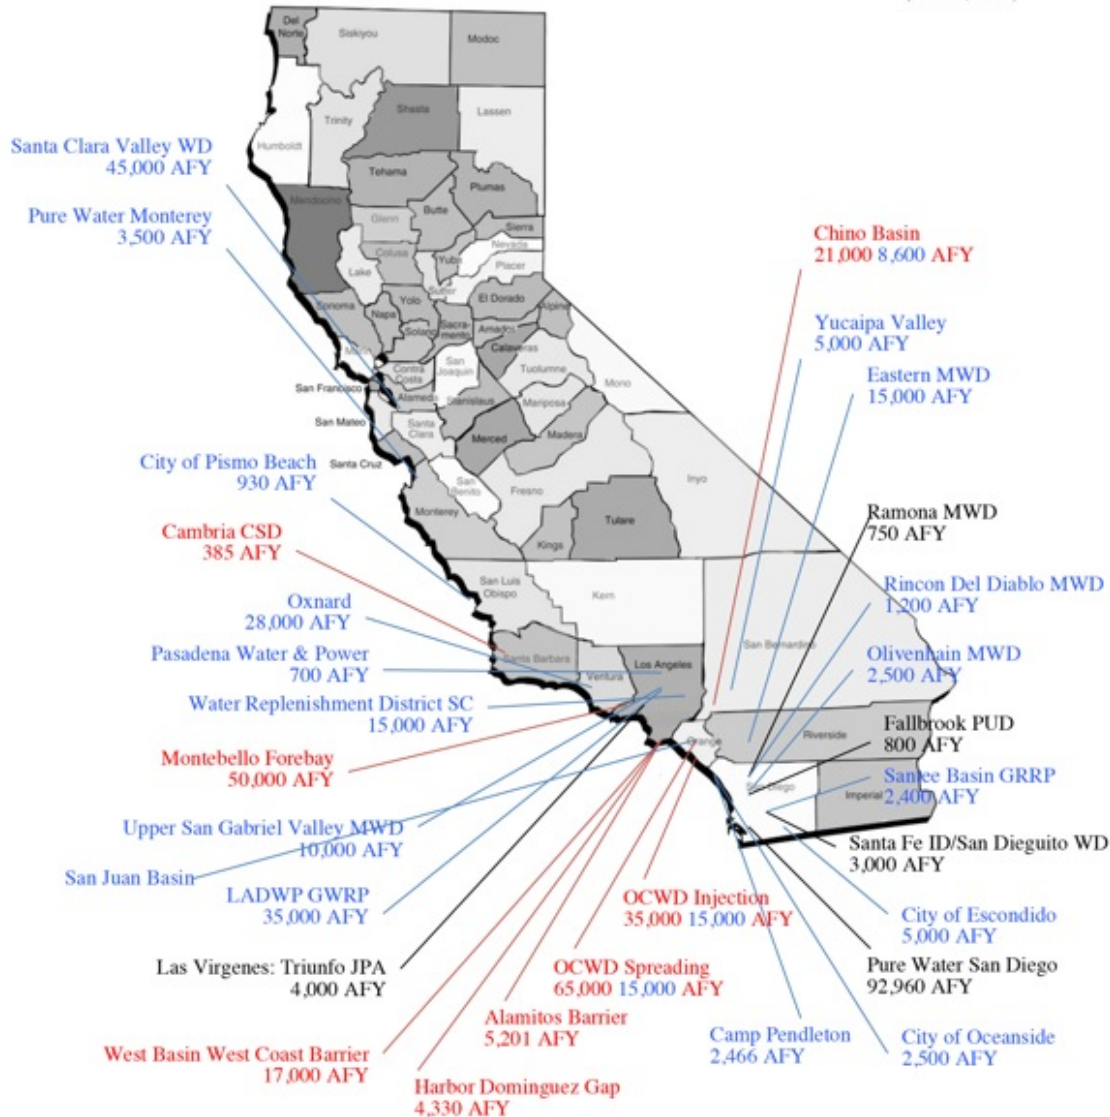 Del
Norte
Siskiyou
Modoc
Shasta
Lassen
Trinity
Humboldt
Santa Clara Valley WD
45,000 AFY
Tehama
Plumas
Mendocino
Butte
Glenn
Pure Water Monterey
3,500 AFY
Sierra
Chino Basin
21,000 8,600 AFY
Nevada
Colusa
Yuba
Placer
Lake
Sutter
El Dorado
Yolo
Alpine
Sonoma
Napa
Yucaipa Valley
5,000 AFY
Sacra-
mento
Amador
Solano
Calaveras
Marin
San
Joaquin
Contra
Costa
Tuolumne
Eastern MWD
15,000 AFY
Mono
San Francisco
Alameda
Stanislaus
Mariposa
San Mateo
Santa
Clara
Merced
Madera
Santa Cruz
City of Pismo Beach
930 AFY
San
Benito
Fresno
Inyo
Monterey
Tulare
Ramona MWD
750 AFY
Cambria CSD
385 AFY
Kings
San Luis
Obispo
Kern
Rincon Del Diablo MWD
1,200 AFY
Oxnard
28,000 AFY
San Bernardino
Pasadena Water & Power
700 AFY
Santa Barbara
Los Angeles
Olivenhain MWD
2,500 AFY
Ventura
Water Replenishment District SC
15,000 AFY
Fallbrook PUD
800 AFY
Riverside
Orange
Montebello Forebay
50,000 AFY
Santee Basin GRRP
2,400 AFY
San Diego
Imperial
Upper San Gabriel Valley MWD
10,000 AFY
Santa Fe ID/San Dieguito WD
3,000 AFY
San Juan Basin
LADWP GWRP
35,000 AFY
OCWD Injection
35,000 15,000 AFY
City of Escondido
5,000 AFY
Las Virgenes: Triunfo JPA
4,000 AFY
OCWD Spreading
65,000 15,000 AFY
Pure Water San Diego
92,960 AFY
Alamitos Barrier
5,201 AFY
Camp Pendleton
2,466 AFY
City of Oceanside
2,500 AFY
West Basin West Coast Barrier
17,000 AFY
Harbor Dominguez Gap
4,330 AFY